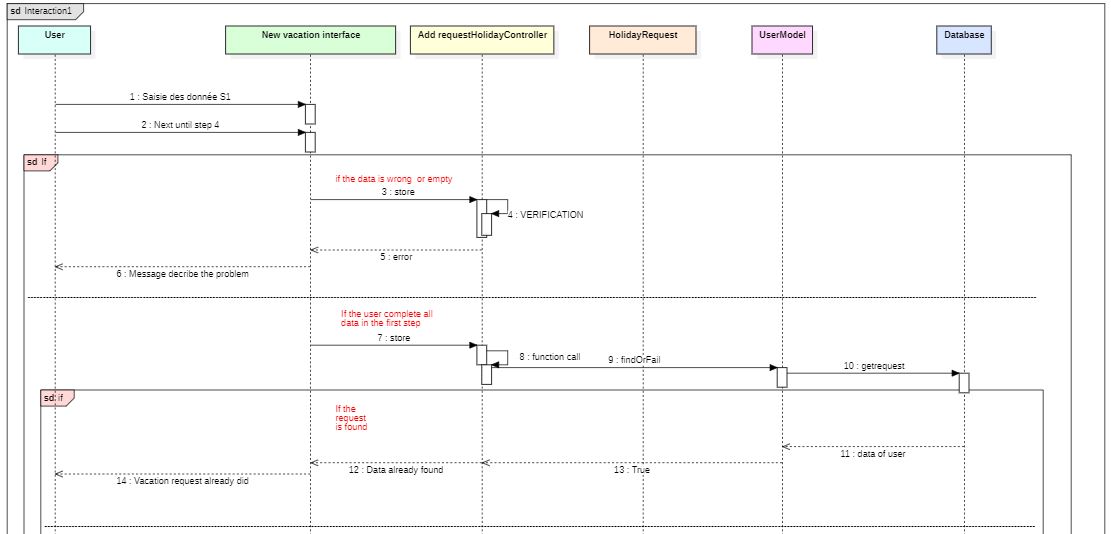 sd Interaction1
User
New vacation interface
Add requestHolidayController
HolidayRequest
UserModel
Database
1 : Saisie des donnée S1
2 : Next until step 4
sd If
if the data is wrong or empty
3 : store
4 : VERIFICATION
5 : error
6 : Message decribe the problem
If the user complete all
data in the first step
7 : store
8 : function call
9 : findOrFail
10 : getrequest
sd if
If the
request
is found
11 : data of user
12 : Data already found
13 : True
14 : Vacation request already did